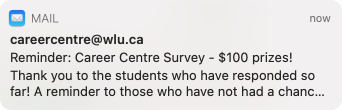 MAIL now
careercentre@wlu.ca
Reminder: Career Centre Survey - $100 prizes!
Thank you to the students who have responded so
far! A reminder to those who have not had a chanc...